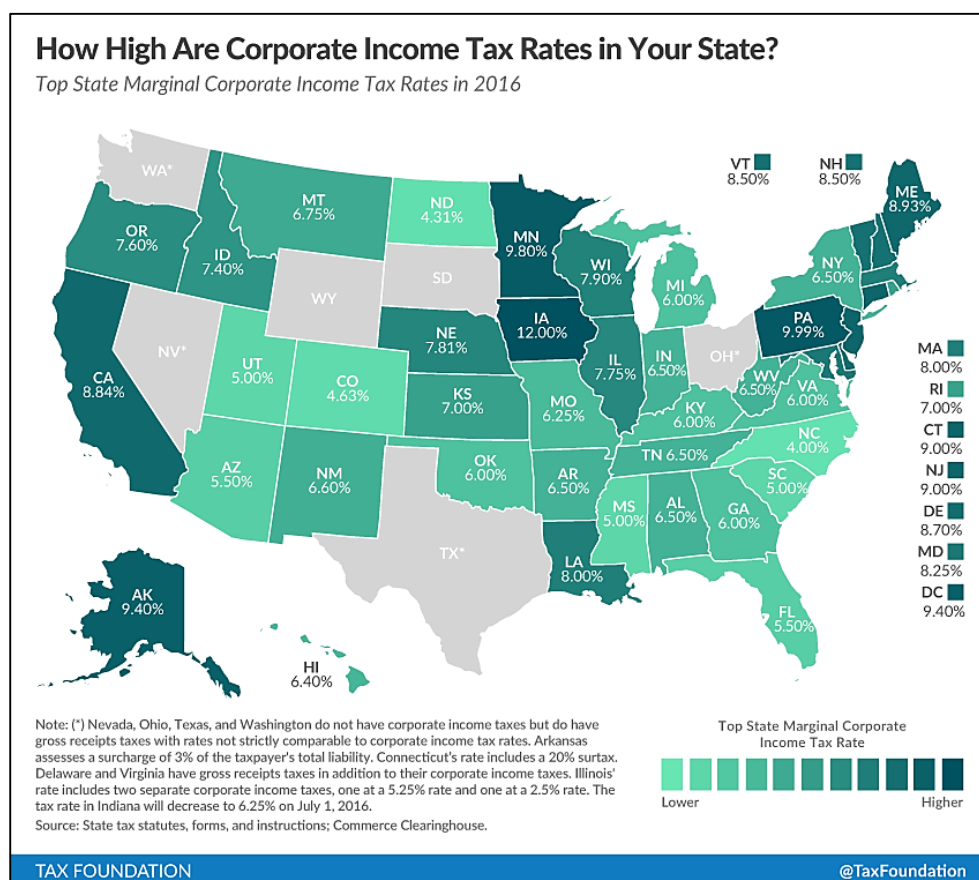 How High Are Corporate Income Tax Rates in Your State?
Top State Marginal Corporate Income Tax Rates in 2016
WA*
MT
6.75%
ND
4.31%
MN
9.80%
VT
8.50%
NH
8.50%
ME
8.93%
OR
7.60%
ID
7.40%
WY
SD
WI
7.90%
MI
6.00%
NY
6.50%
NV*
UT
5.00%
CO
4.63%
NE
7.81%
IA
12.00%
IL
7.75%
IN
6.50%
OH*
PA
9.99%
CA
8.84%
KS
7.00%
MO
6.25%
KY
6.00%
WV
6.50%
VA
6.00%
AZ
5.50%
NM
6.60%
OK
6.00%
AR
6.50%
TN 6.50%
NC
4.00%
SC
5.00%
TX*
LA
8.00%
MS
5.00%
AL
6.50%
GA
6.00%
FL
5.50%
MA
8.00%
RI
7.00%
CT
9.00%
NJ
9.00%
DE
8.70%
MD
8.25%
DC
9.40%
AK
9.40%
HI
6.40%
Note: (*) Nevada, Ohio, Texas, and Washington do not have corporate income taxes but do have
gross receipts taxes with rates not strictly comparable to corporate income tax rates. Arkansas
assesses a surcharge of 3% of the taxpayer's total liability. Connecticut's rate includes a 20% surtax.
Delaware and Virginia have gross receipts taxes in addition to their corporate income taxes. Illinois'
rate includes two separate corporate income taxes, one at a 5.25% rate and one at a 2.5% rate. The
tax rate in Indiana will decrease to 6.25% on July 1, 2016.
Source: State tax statutes, forms, and instructions; Commerce Clearinghouse.
Top State Marginal Corporate
Income Tax Rate
Lower
Higher
TAX FOUNDATION
@TaxFoundation